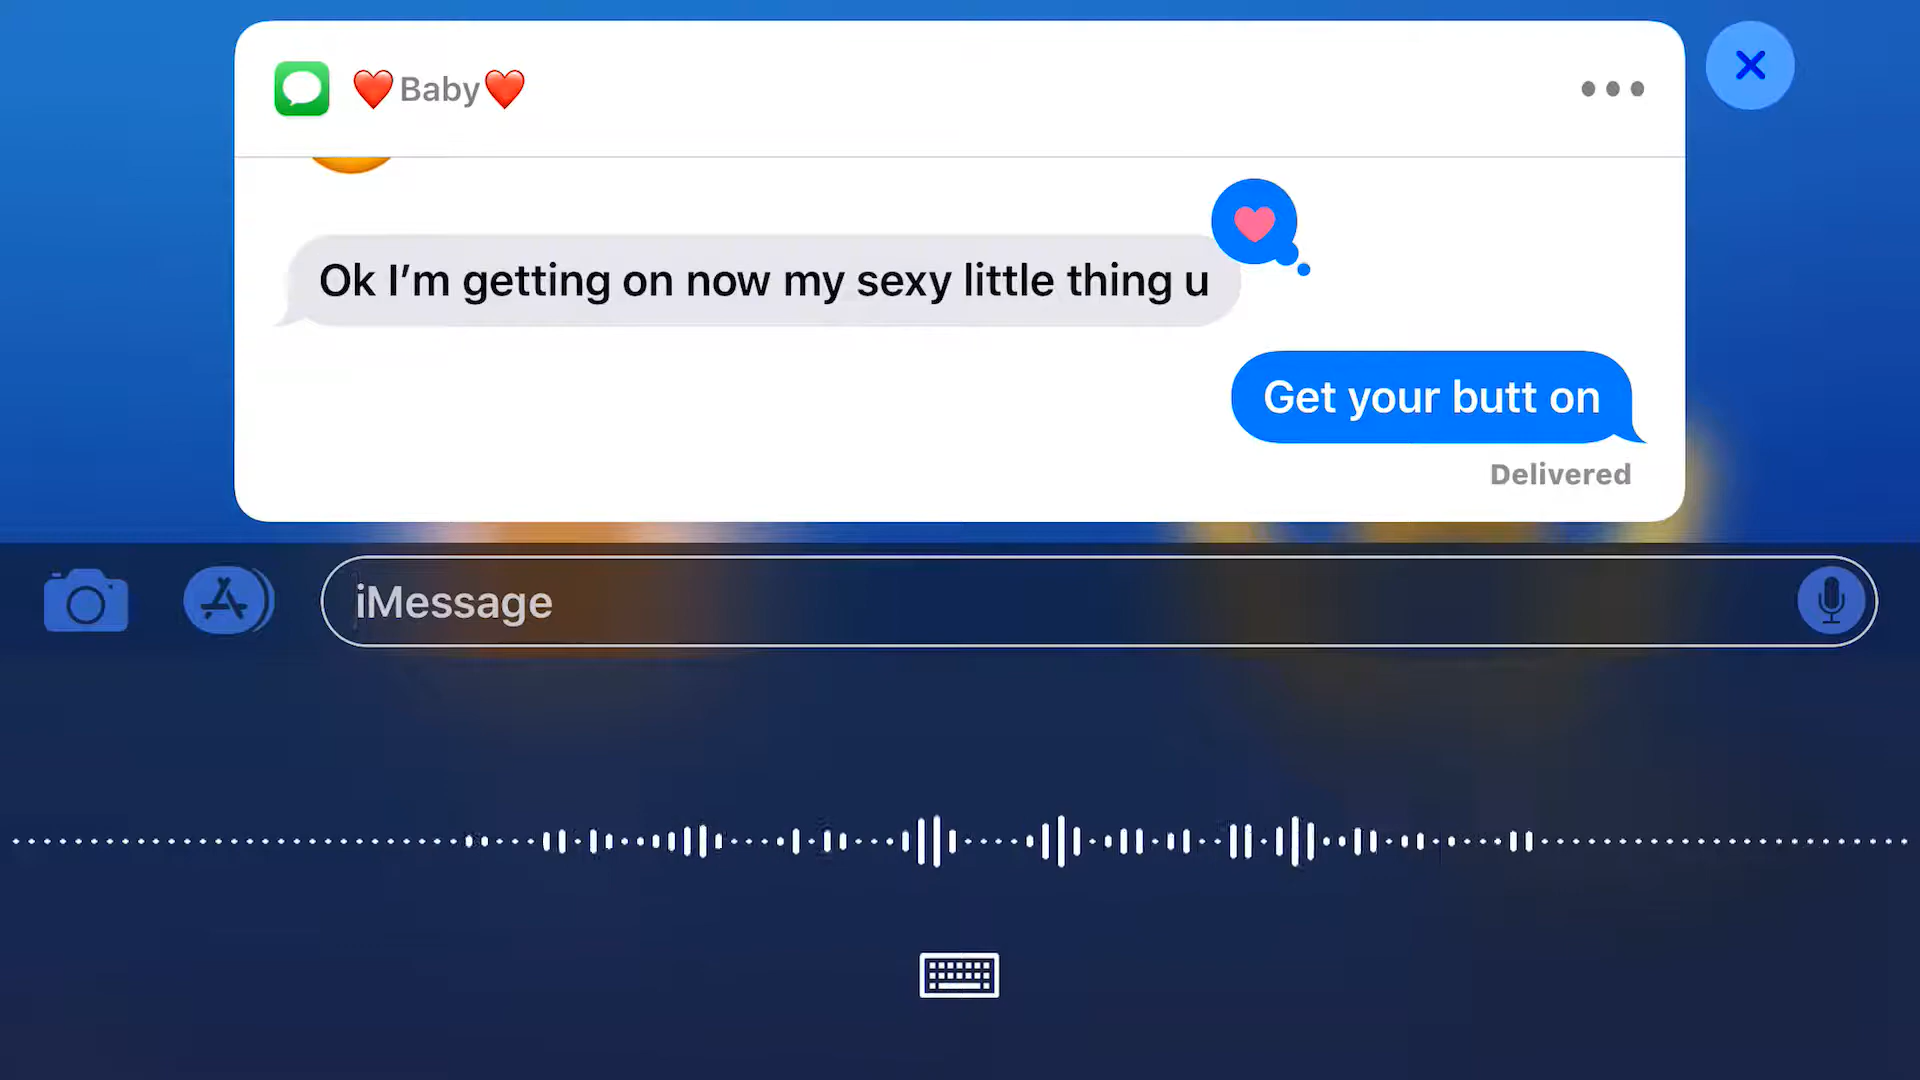 ❤️Baby❤️
Ok I’m getting on now my sexy little thing u
Get your butt on
Delivered
iMessage